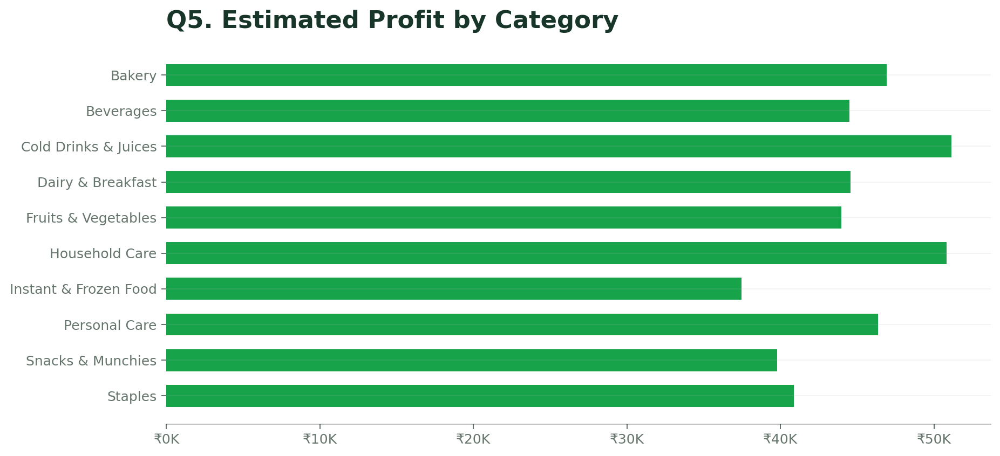 Q5. Estimated Profit by Category
Bakery
Beverages
Cold Drinks & Juices
Dairy & Breakfast
Fruits & Vegetables
Household Care
Instant & Frozen Food
Personal Care
Snacks & Munchies
Staples
₹0K ₹10K ₹20K ₹30K ₹40K ₹50K